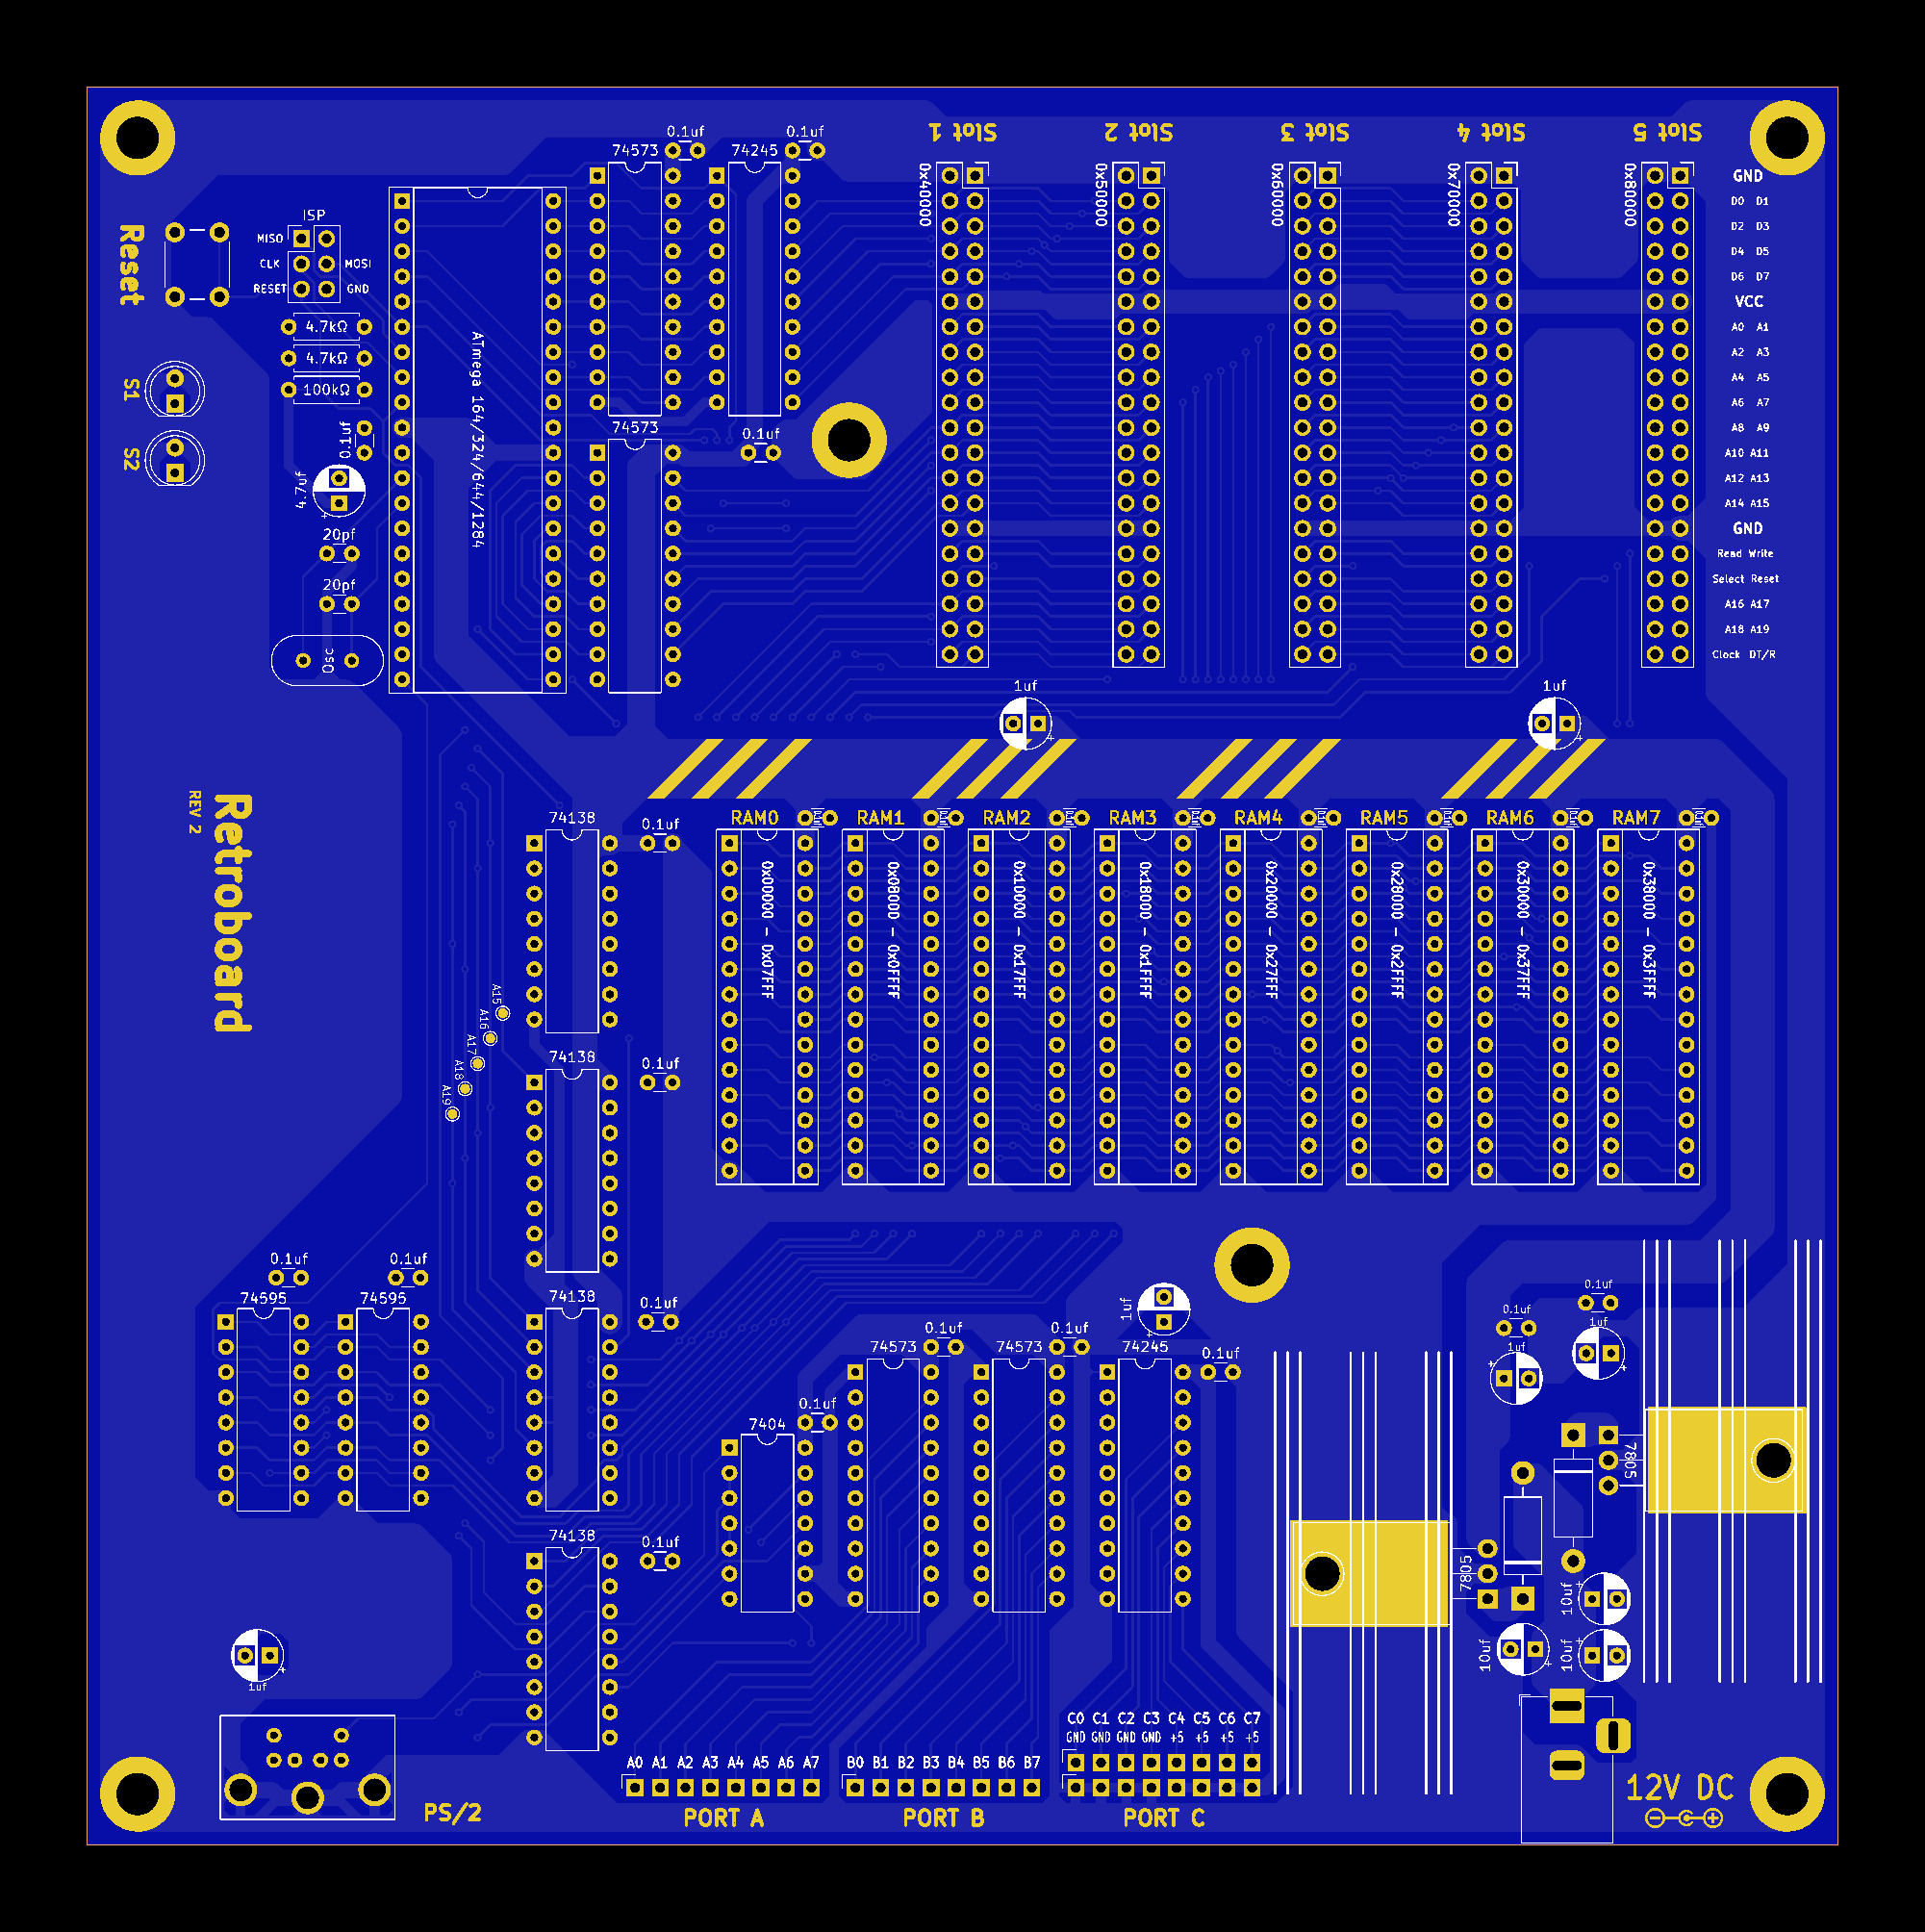 Slot 1
Slot 2
Slot 3
Slot 4
Slot 5
0.1uf
0.1uf
74573
74245
0x40000
0x50000
0x60000
0x70000
0x80000
GND
D0 D1
D2 D3
D4 D5
D6 D7
VCC
A0 A1
A2 A3
A4 A5
A6 A7
A8 A9
A10 A11
A12 A13
A14 A15
GND
Read Write
Select Reset
A16 A17
A18 A19
Clock DT/R
Reset
ISP
MISO
CLK
MOSI
RESET
GND
4.7kΩ
4.7kΩ
100kΩ
S1
S2
0.1uf
4.7uf
+
20pf
20pf
Osc
ATmega 164/324/644/1284
74573
0.1uf
1uf
+
1uf
+
Retroboard
REV 2
RAM0
RAM1
RAM2
RAM3
RAM4
RAM5
RAM6
RAM7
0x00000 - 0x07FFF
0x08000 - 0x0FFFF
0x10000 - 0x17FFF
0x18000 - 0x1FFFF
0x20000 - 0x27FFF
0x28000 - 0x2FFFF
0x30000 - 0x37FFF
0x38000 - 0x3FFFF
74138
0.1uf
A15
A16
A17
A18
A19
74138
0.1uf
0.1uf
0.1uf
74595
74595
74138
0.1uf
74138
0.1uf
7404
0.1uf
74573
0.1uf
74573
0.1uf
74245
0.1uf
1uf
+
0.1uf
1uf
+
0.1uf
1uf
+
7805
7805
10uf
+
10uf
+
10uf
+
1uf
+
PS/2
A0 A1 A2 A3 A4 A5 A6 A7
PORT A
B0 B1 B2 B3 B4 B5 B6 B7
PORT B
C0 C1 C2 C3 C4 C5 C6 C7
GND GND GND GND +5 +5 +5 +5
PORT C
12V DC